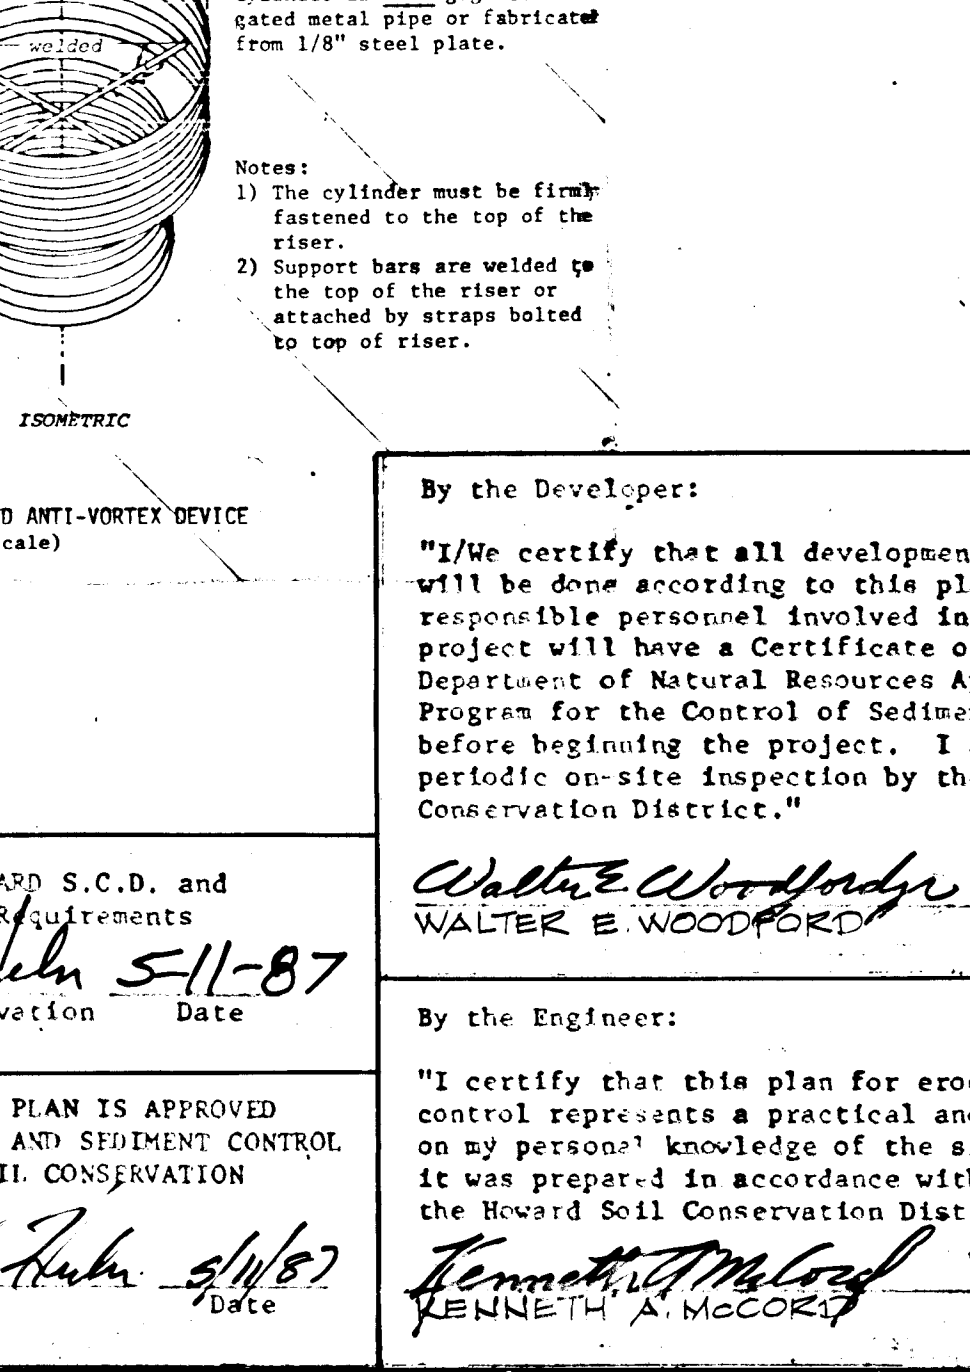 gated metal pipe or fabricated
from 1/8" steel plate.
welded
Notes:
1) The cylinder must be firmly
fastened to the top of the
riser.
2) Support bars are welded to
the top of the riser or
attached by straps bolted
to top of riser.
ISOMETRIC
D ANTI-VORTEX DEVICE
cale)
By the Developer:
"I/We certify that all developmen
will be done according to this pl
responsible personnel involved in
project will have a Certificate o
Department of Natural Resources A
Program for the Control of Sedime
before beginning the project. I
periodic on-site inspection by th
Conservation District."
Walter E Woodford Jr
WALTER E. WOODFORD
ARD S.C.D. and
Requirements
5-11-87
vation Date
PLAN IS APPROVED
AND SEDIMENT CONTROL
IL CONSERVATION
5/11/87
Date
By the Engineer:
"I certify that this plan for ero
control represents a practical an
on my personal knowledge of the s
it was prepared in accordance wit
the Howard Soil Conservation Dist
Kenneth A McCord
KENNETH A. McCORD